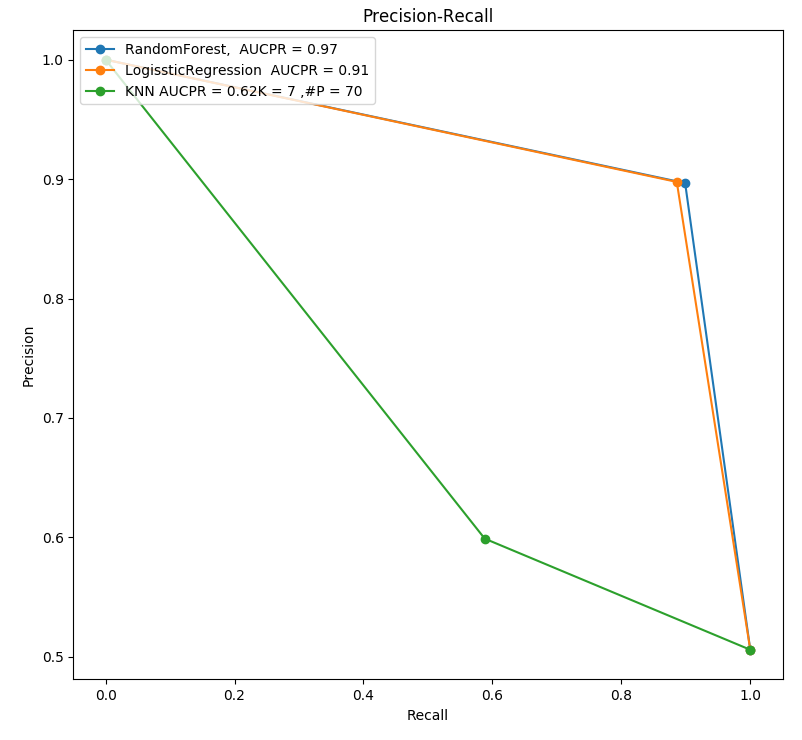 Precision-Recall
RandomForest,  AUCPR = 0.97
LogissticRegression  AUCPR = 0.91
KNN AUCPR = 0.62K = 7 ,#P = 70
1.0
0.9
0.8
0.7
0.6
0.5
Precision
0.0 0.2 0.4 0.6 0.8 1.0
Recall